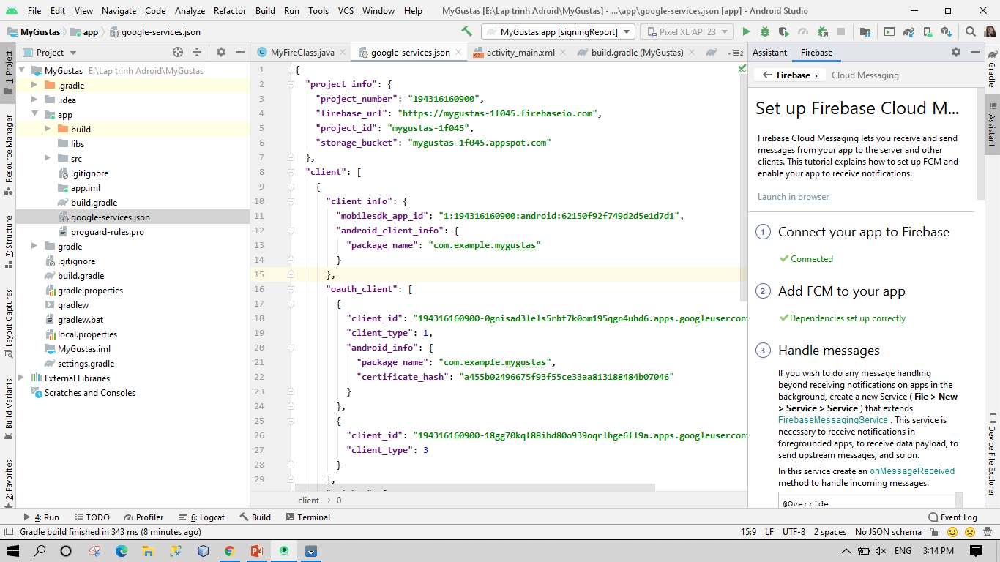 File Edit View Navigate Code Analyze Refactor Build Run Tools VCS Window Help MyGustas [E:\Lap trinh Adroid\MyGustas] - ...\app\google-services.json [app] - Android Studio
MyGustas app google-services.json MyGustas:app [signingReport] Pixel XL API 23
Project
MyFireClass.java google-services.json activity_main.xml build.gradle (MyGustas) 2
Assistant Firebase
1: Project
Resource Manager
7: Structure
Layout Captures
Build Variants
2: Favorites
MyGustas E:\Lap trinh Adroid\MyGustas
.gradle
.idea
app
build
libs
src
.gitignore
app.iml
build.gradle
google-services.json
proguard-rules.pro
gradle
.gitignore
build.gradle
gradle.properties
gradlew
gradlew.bat
local.properties
MyGustas.iml
settings.gradle
External Libraries
Scratches and Consoles
1 {
2 "project_info": {
3 "project_number": "194316160900",
4 "firebase_url": "https://mygustas-1f045.firebaseio.com",
5 "project_id": "mygustas-1f045",
6 "storage_bucket": "mygustas-1f045.appspot.com"
7 },
8 "client": [
9 {
10 "client_info": {
11 "mobilesdk_app_id": "1:194316160900:android:62150f92f749d2d5e1d7d1",
12 "android_client_info": {
13 "package_name": "com.example.mygustas"
14 }
15 },
16 "oauth_client": [
17 {
18 "client_id": "194316160900-0gnisad3lels5rbt7k0om195qgn4uhd6.apps.googleusercon
19 "client_type": 1,
20 "android_info": {
21 "package_name": "com.example.mygustas",
22 "certificate_hash": "a455b02496675f93f55ce33aa813188484b07046"
23 }
24 },
25 {
26 "client_id": "194316160900-18gg70kqf88ibd80o939oqrlhge6fl9a.apps.googleusercon
27 "client_type": 3
28 }
29 ],
client › 0
Firebase › Cloud Messaging
Set up Firebase Cloud M...
Firebase Cloud Messaging lets you receive and send
messages from your app to the server and other
clients. This tutorial explains how to set up FCM and
enable your app to receive notifications.
Launch in browser
1 Connect your app to Firebase
Connected
2 Add FCM to your app
Dependencies set up correctly
3 Handle messages
If you wish to do any message handling
beyond receiving notifications on apps in the
background, create a new Service ( File > New
> Service > Service ) that extends
FirebaseMessagingService . This service is
necessary to receive notifications in
foregrounded apps, to receive data payload, to
send upstream messages, and so on.
In this service create an onMessageReceived
method to handle incoming messages.
@Override
Gradle
Assistant
Device File Explorer
4: Run TODO Profiler 6: Logcat Build Terminal Event Log
Gradle build finished in 343 ms (8 minutes ago) 15:9 LF UTF-8 2 spaces No JSON schema
ENG 3:14 PM